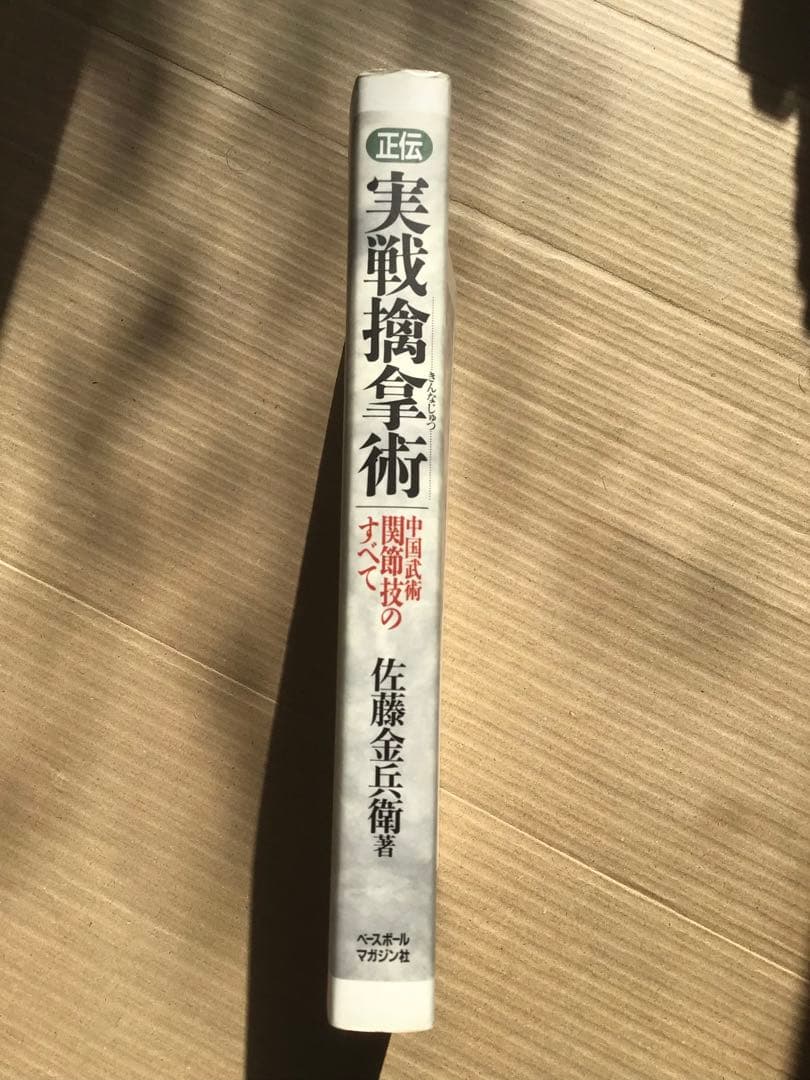 正伝
実戦擒拿術
きんなじゅつ
中国武術
関節技の
すべて
佐藤金兵衛著
ベースボール
マガジン社